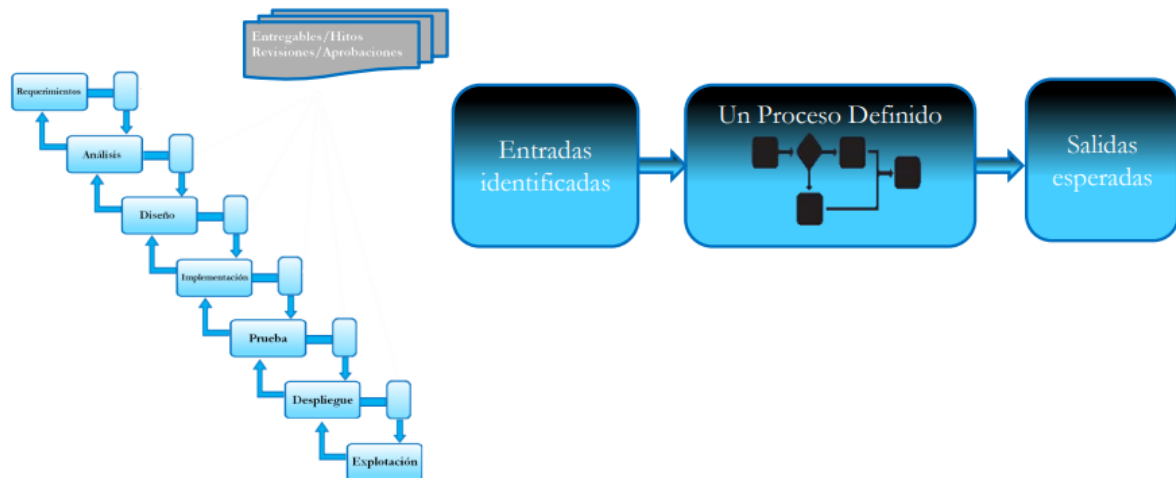 Entregables/Hitos
Revisiones/Aprobaciones
Requerimientos
Análisis
Diseño
Implementación
Prueba
Despliegue
Explotación
Entradas
identificadas
Un Proceso Definido
Salidas
esperadas